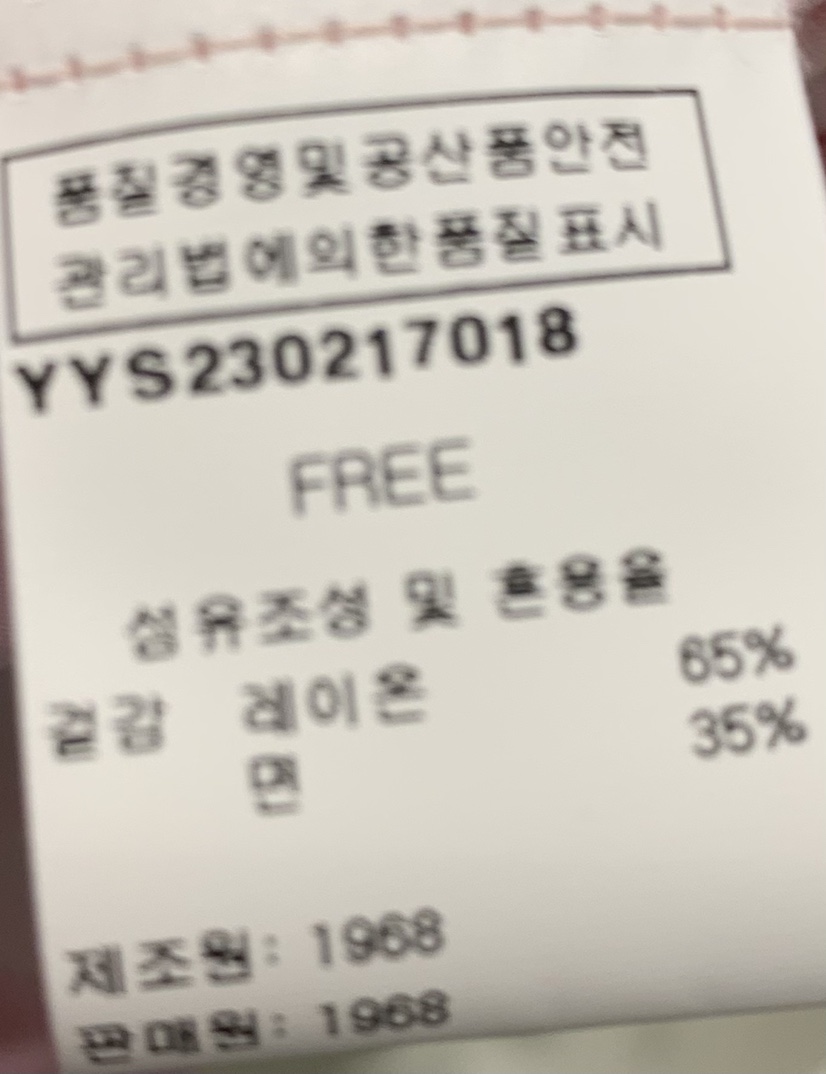 품질경영및공산품안전
관리법에의한품질표시
YYS230217018
FREE
섬유조성 및 혼용율
겉감 레이온 65%
면 35%
제조원: 1968
판매원: 1968